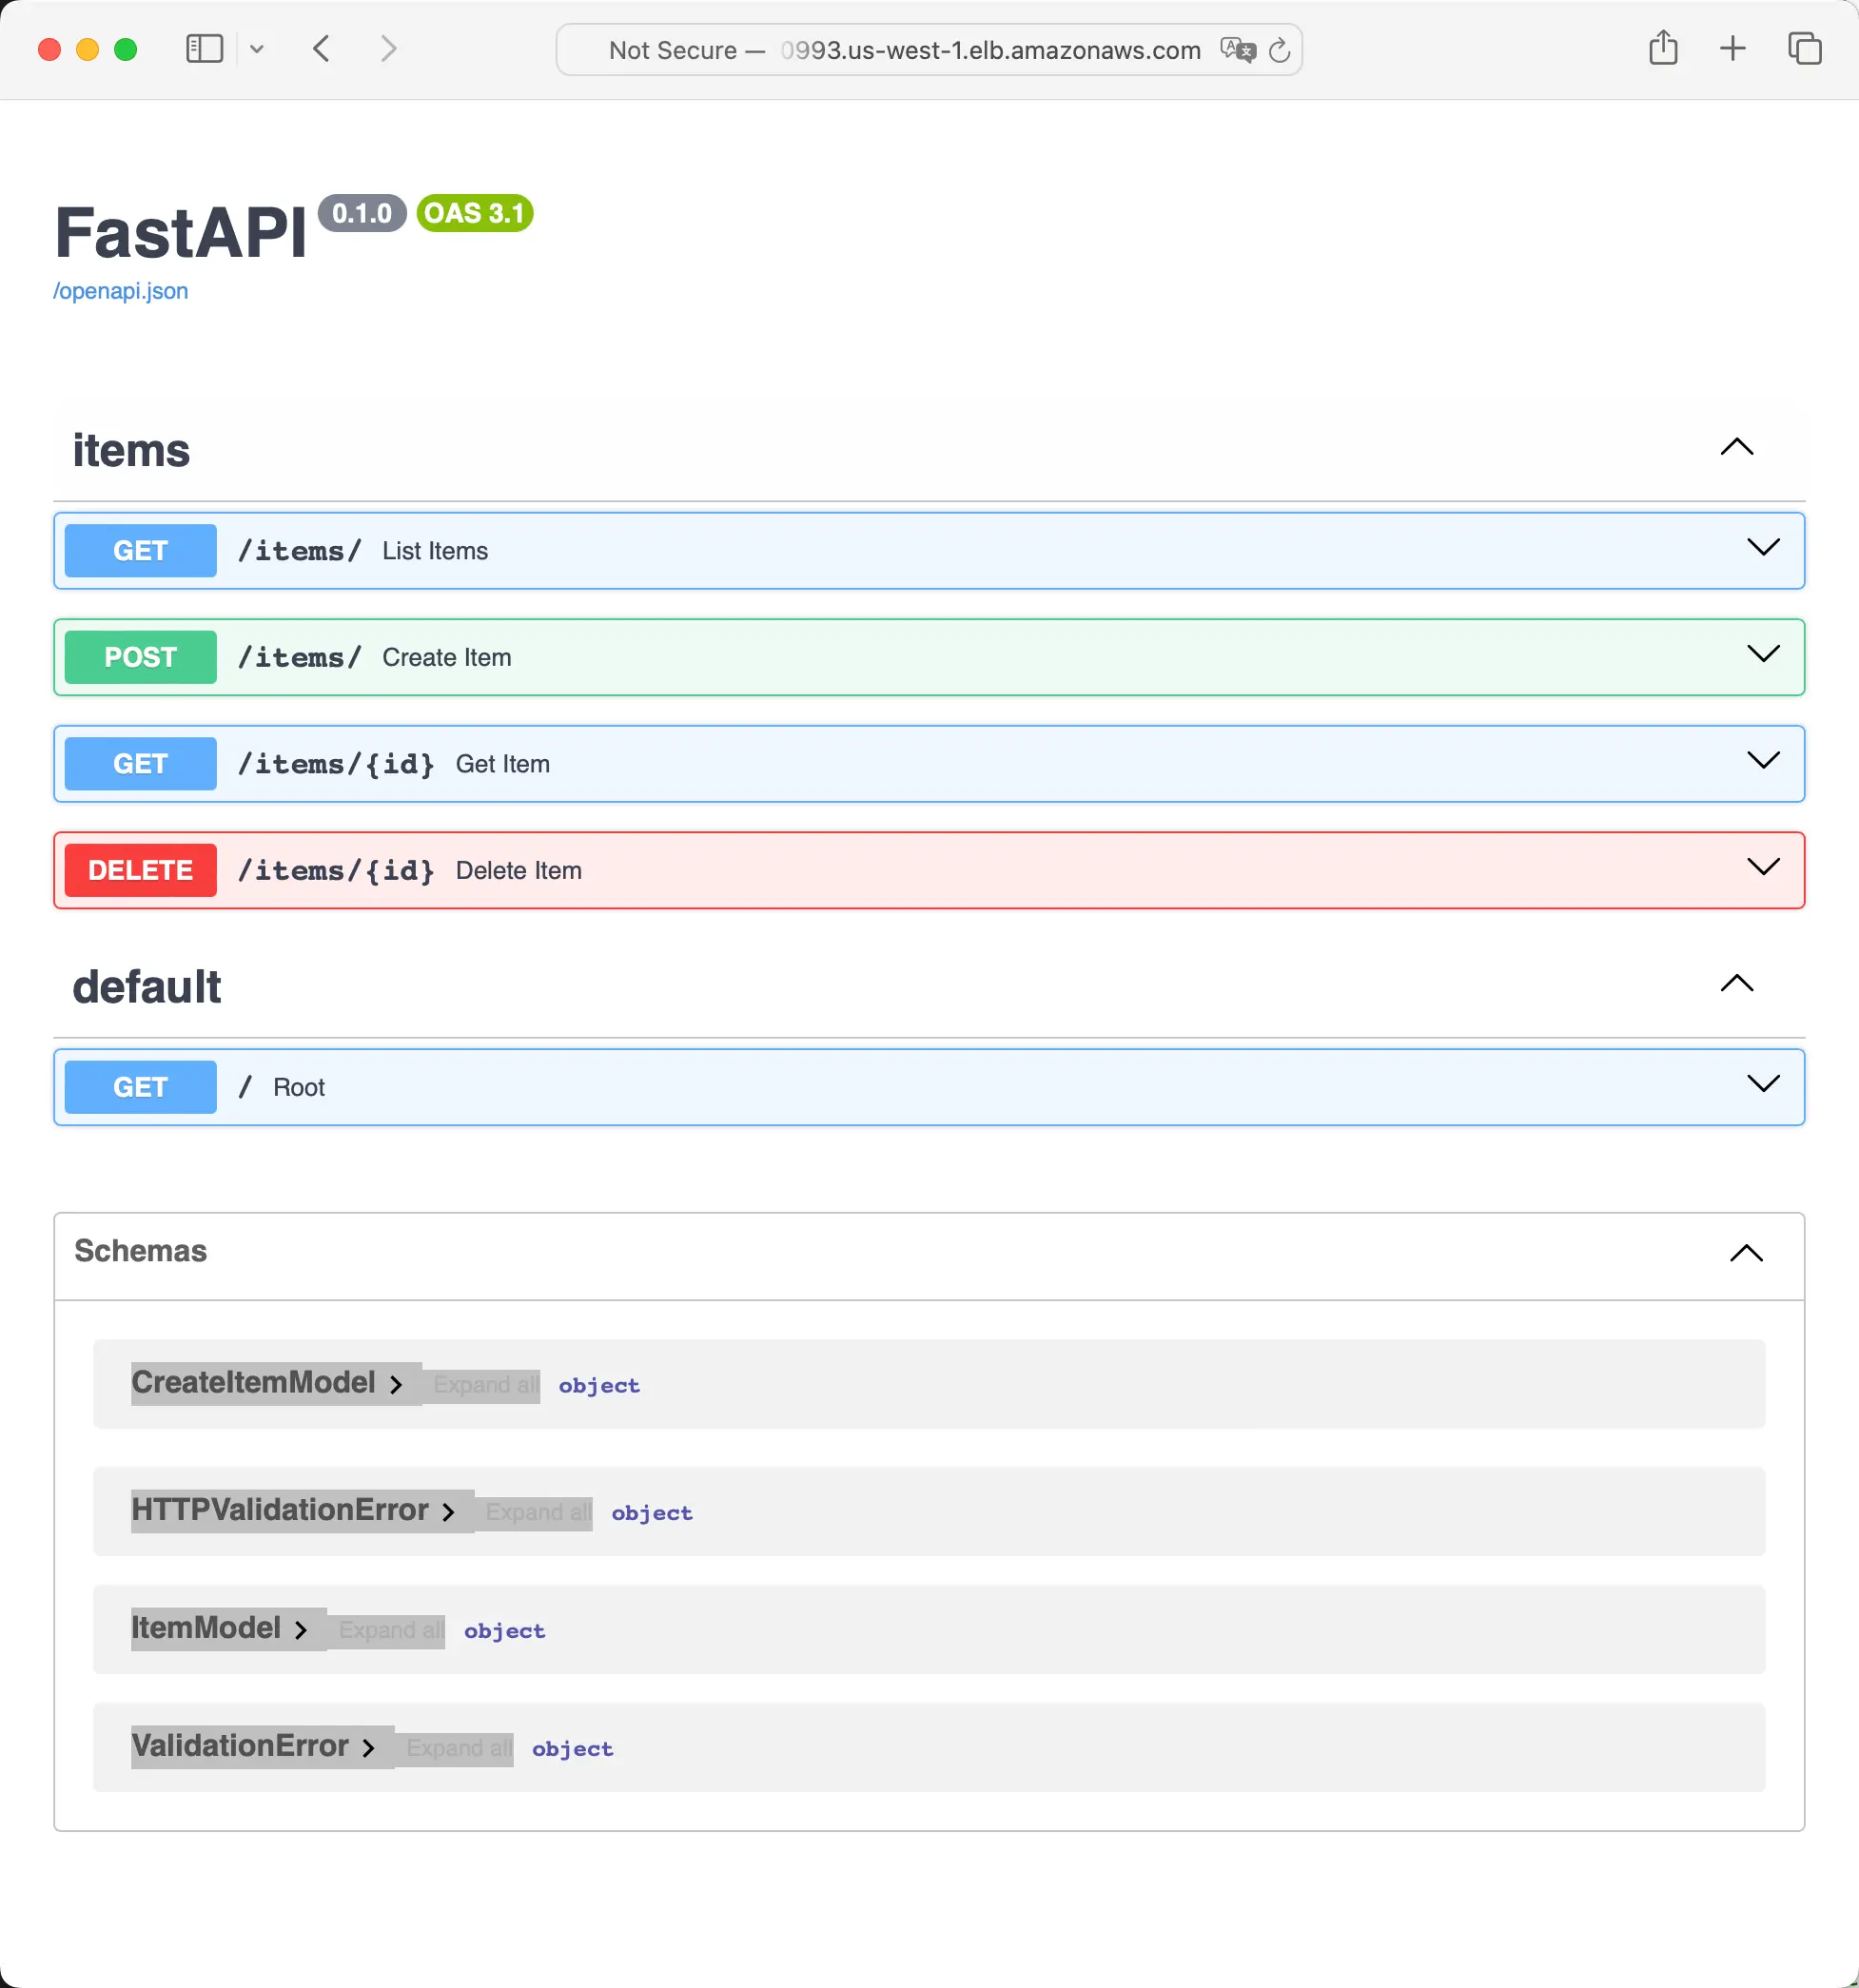 Not Secure — 0993.us-west-1.elb.amazonaws.com
FastAPI 0.1.0 OAS 3.1
/openapi.json
items
GET /items/ List Items
POST /items/ Create Item
GET /items/{id} Get Item
DELETE /items/{id} Delete Item
default
GET / Root
Schemas
CreateItemModel Expand all object
HTTPValidationError Expand all object
ItemModel Expand all object
ValidationError Expand all object